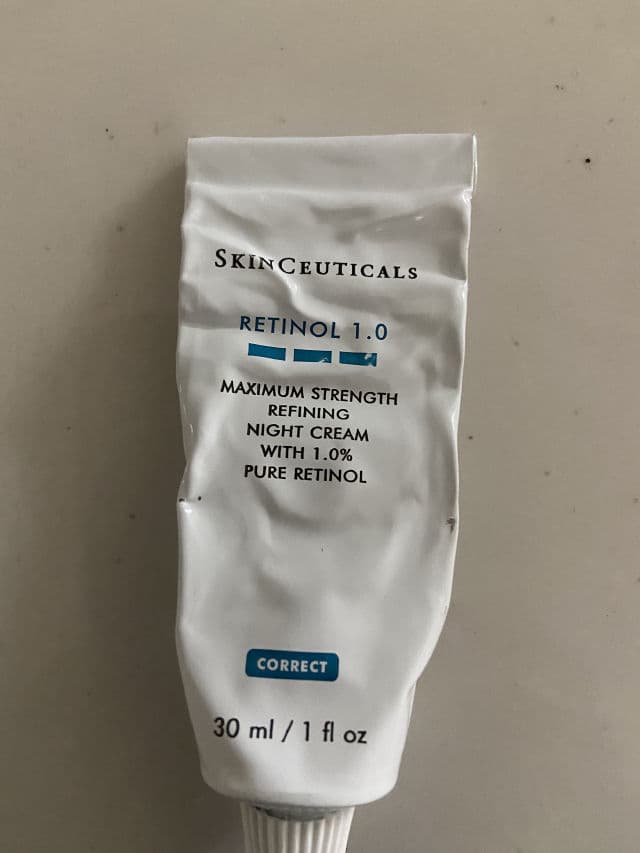 SKINCEUTICALS
RETINOL 1.0
MAXIMUM STRENGTH
REFINING
NIGHT CREAM
WITH 1.0%
PURE RETINOL
CORRECT
30 ml / 1 fl oz